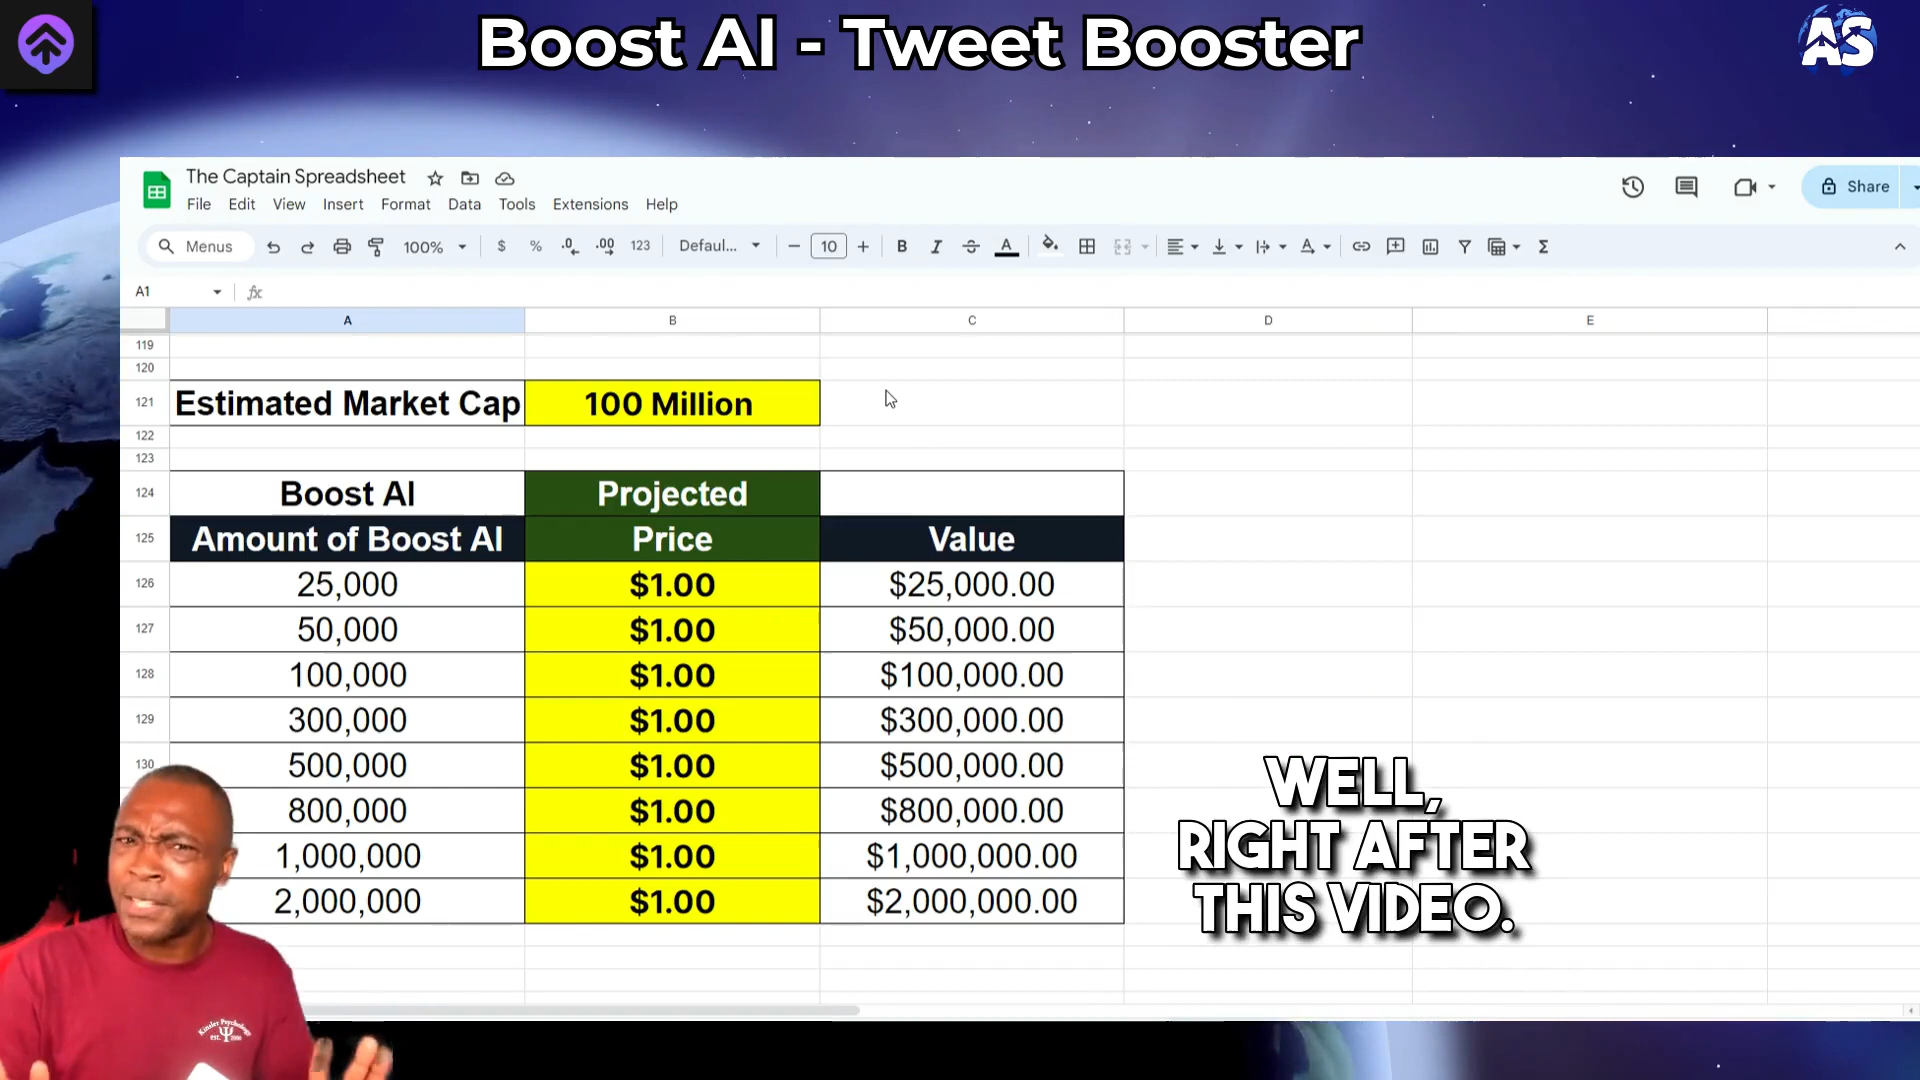 Boost AI - Tweet Booster
AS
The Captain Spreadsheet
Share
File Edit View Insert Format Data Tools Extensions Help
Menus 100% $ % .0 .00 123 Defaul... − 10 + B I A A Σ
A1 fx
A B C D E
119
120
121 Estimated Market Cap 100 Million
122
123
124 Boost AI Projected
125 Amount of Boost AI Price Value
126 25,000 $1.00 $25,000.00
127 50,000 $1.00 $50,000.00
128 100,000 $1.00 $100,000.00
129 300,000 $1.00 $300,000.00
130 500,000 $1.00 $500,000.00
800,000 $1.00 $800,000.00
1,000,000 $1.00 $1,000,000.00
2,000,000 $1.00 $2,000,000.00
WELL,
RIGHT AFTER
THIS VIDEO.
Kinsler Psychology
EST. 2008